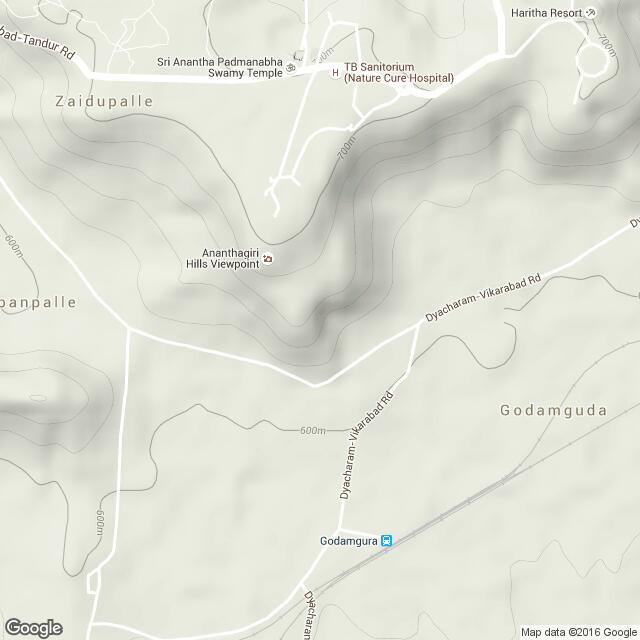 Haritha Resort
bad-Tandur Rd
Sri Anantha Padmanabha
Swamy Temple
700m
H
TB Sanitorium
(Nature Cure Hospital)
Zaidupalle
700m
600m
Ananthagiri
Hills Viewpoint
Dy
Dyacharam-Vikarabad Rd
panpalle
Godamguda
Dyacharam-Vikarabad Rd
600m
600m
Godamgura
Dyacharam
Google
Map data ©2016 Google